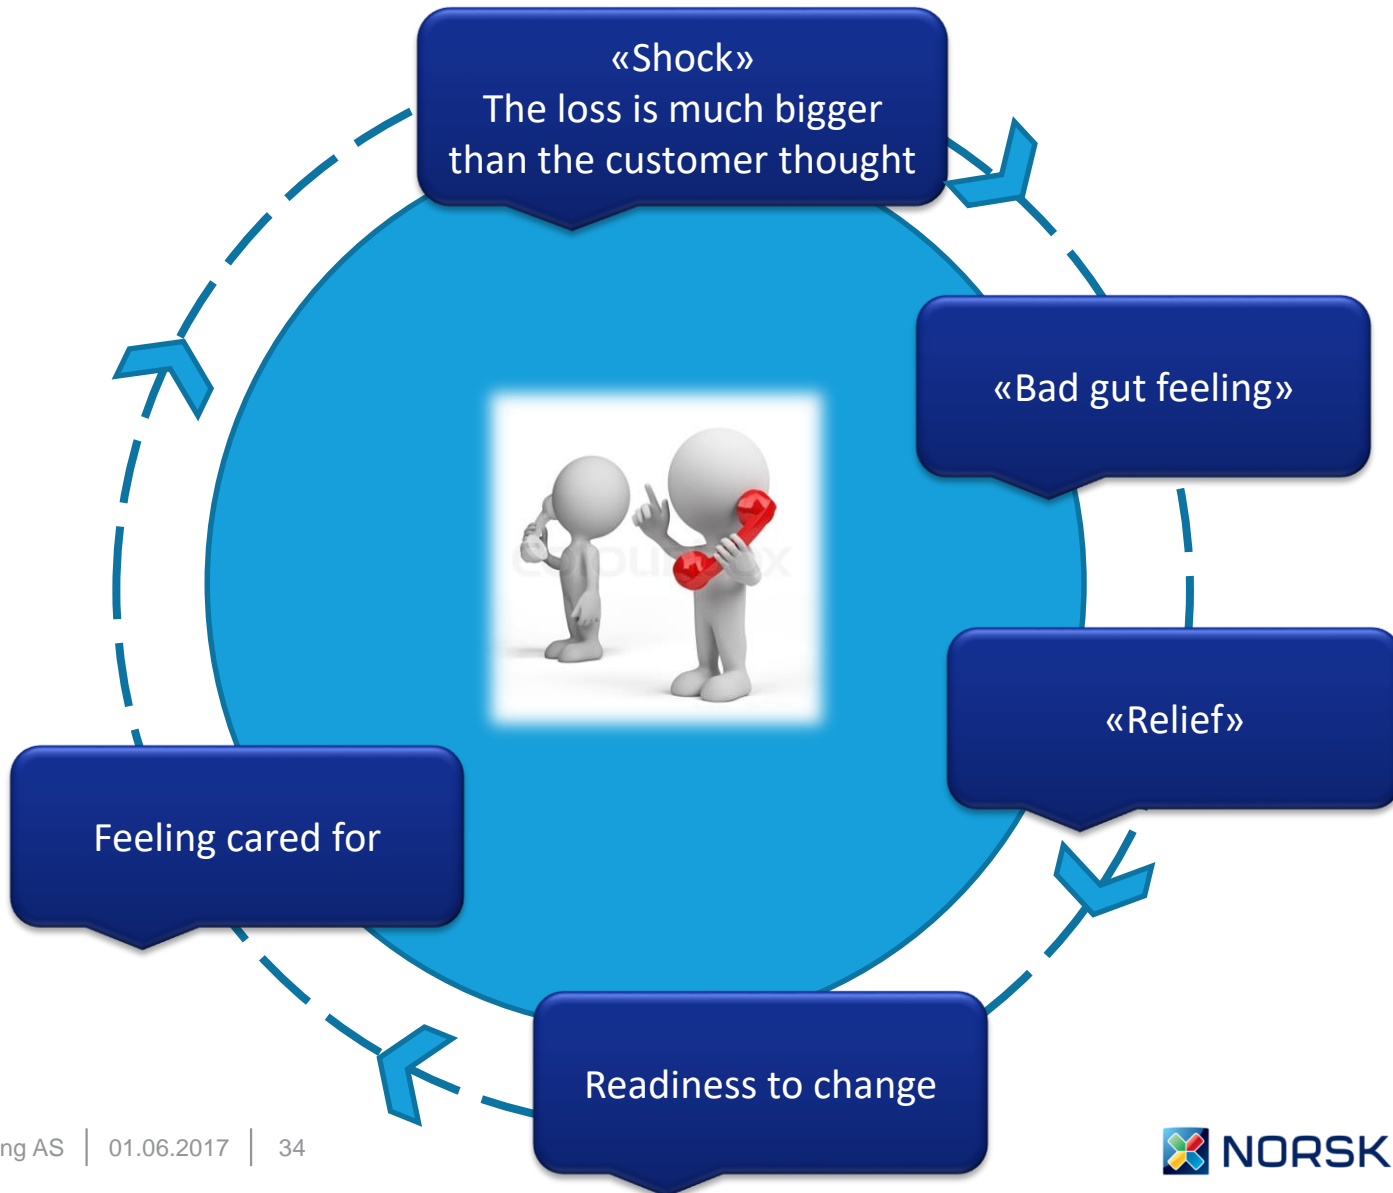 «Shock»
The loss is much bigger
than the customer thought
«Bad gut feeling»
«Relief»
Feeling cared for
Readiness to change
ng AS | 01.06.2017 | 34
NORSK